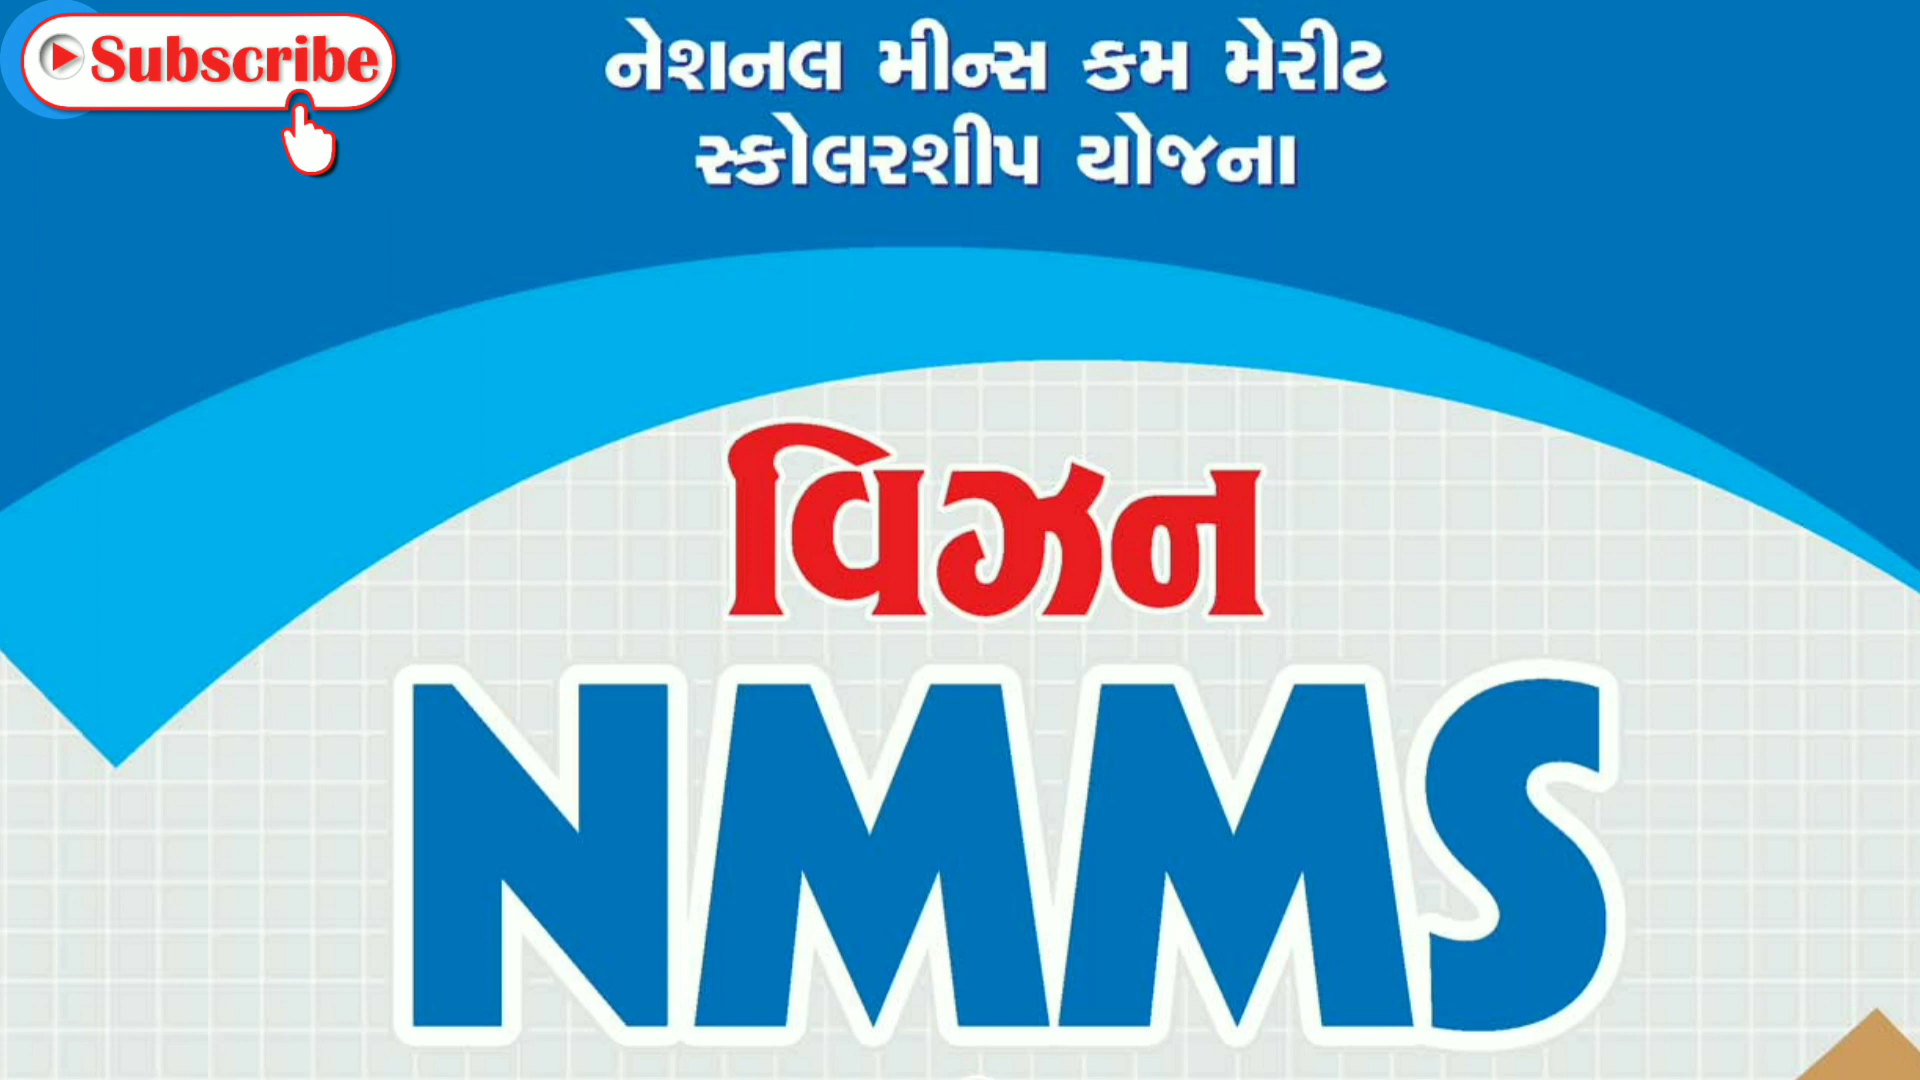 Subscribe
નેશનલ મીન્સ કમ મેરીટ
સ્કોલરશીપ યોજના
વિઝન
NMMS